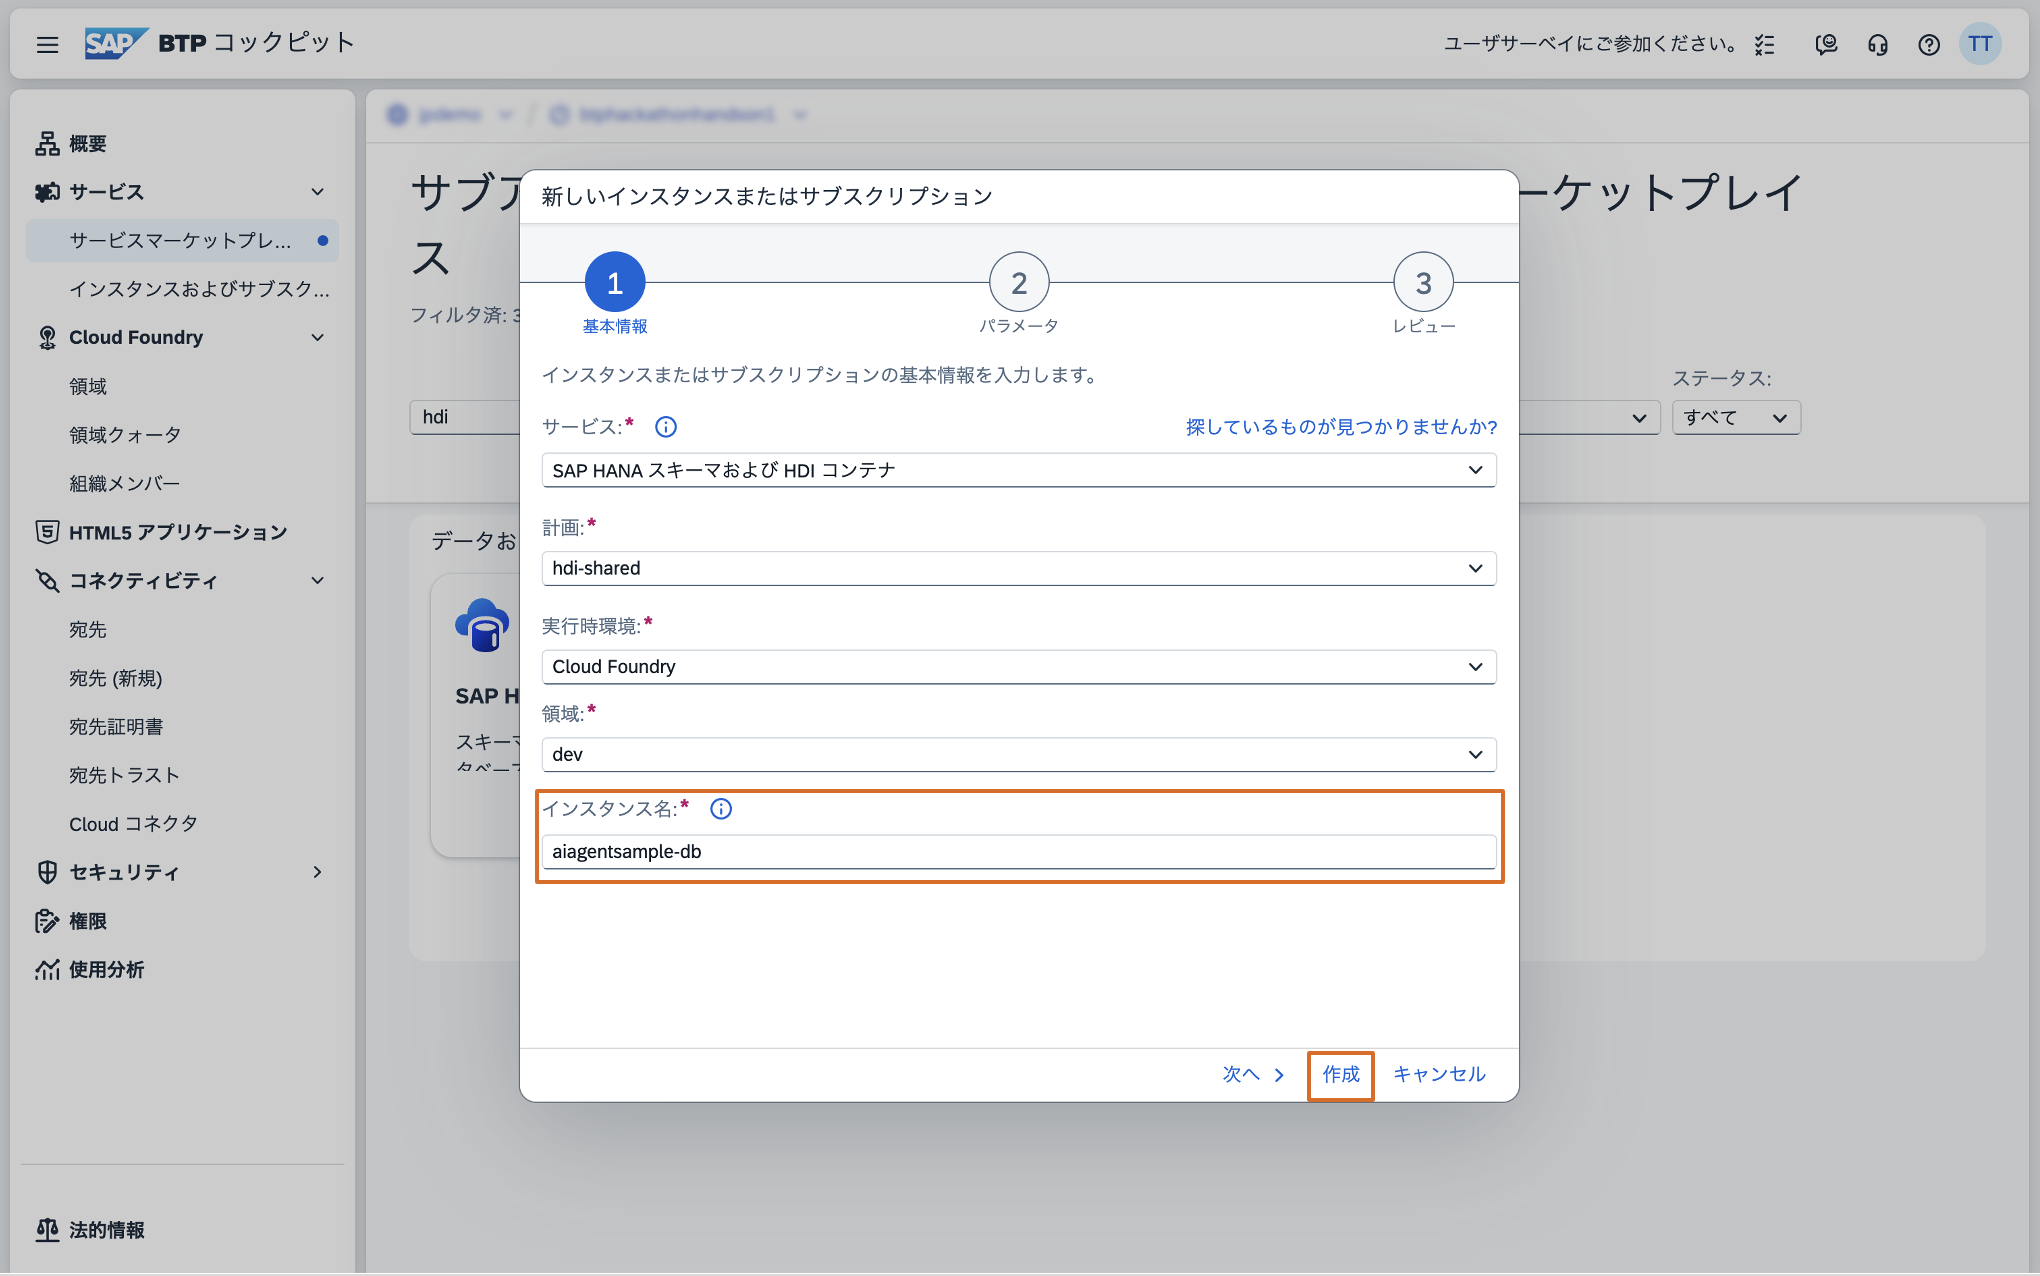 SAP BTP コックピット
ユーザサーベイにご参加ください。
TT
概要
サービス
サービスマーケットプレ...
インスタンスおよびサブスク...
Cloud Foundry
領域
領域クォータ
組織メンバー
HTML5 アプリケーション
コネクティビティ
宛先
宛先 (新規)
宛先証明書
宛先トラスト
Cloud コネクタ
セキュリティ
権限
使用分析
法的情報
jpdemo / btphackathonhandson1
サブア
ーケットプレイ
ス
フィルタ済: 3
hdi
ステータス:
すべて
データお
SAP H
スキーマ
タベース
新しいインスタンスまたはサブスクリプション
1
2
3
基本情報
パラメータ
レビュー
インスタンスまたはサブスクリプションの基本情報を入力します。
サービス:*
探しているものが見つかりませんか?
SAP HANA スキーマおよび HDI コンテナ
計画:*
hdi-shared
実行時環境:*
Cloud Foundry
領域:*
dev
インスタンス名:*
aiagentsample-db
次へ
作成
キャンセル